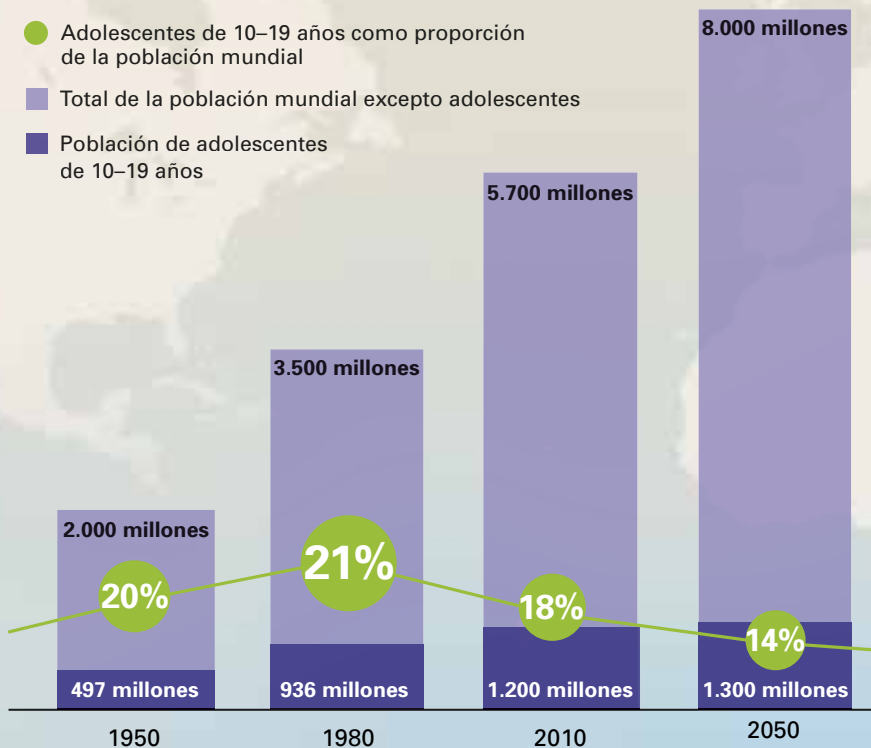 Adolescentes de 10–19 años como proporción
de la población mundial
Total de la población mundial excepto adolescentes
Población de adolescentes
de 10–19 años
8.000 millones
5.700 millones
3.500 millones
2.000 millones
20%
21%
18%
14%
497 millones
936 millones
1.200 millones
1.300 millones
1950
1980
2010
2050